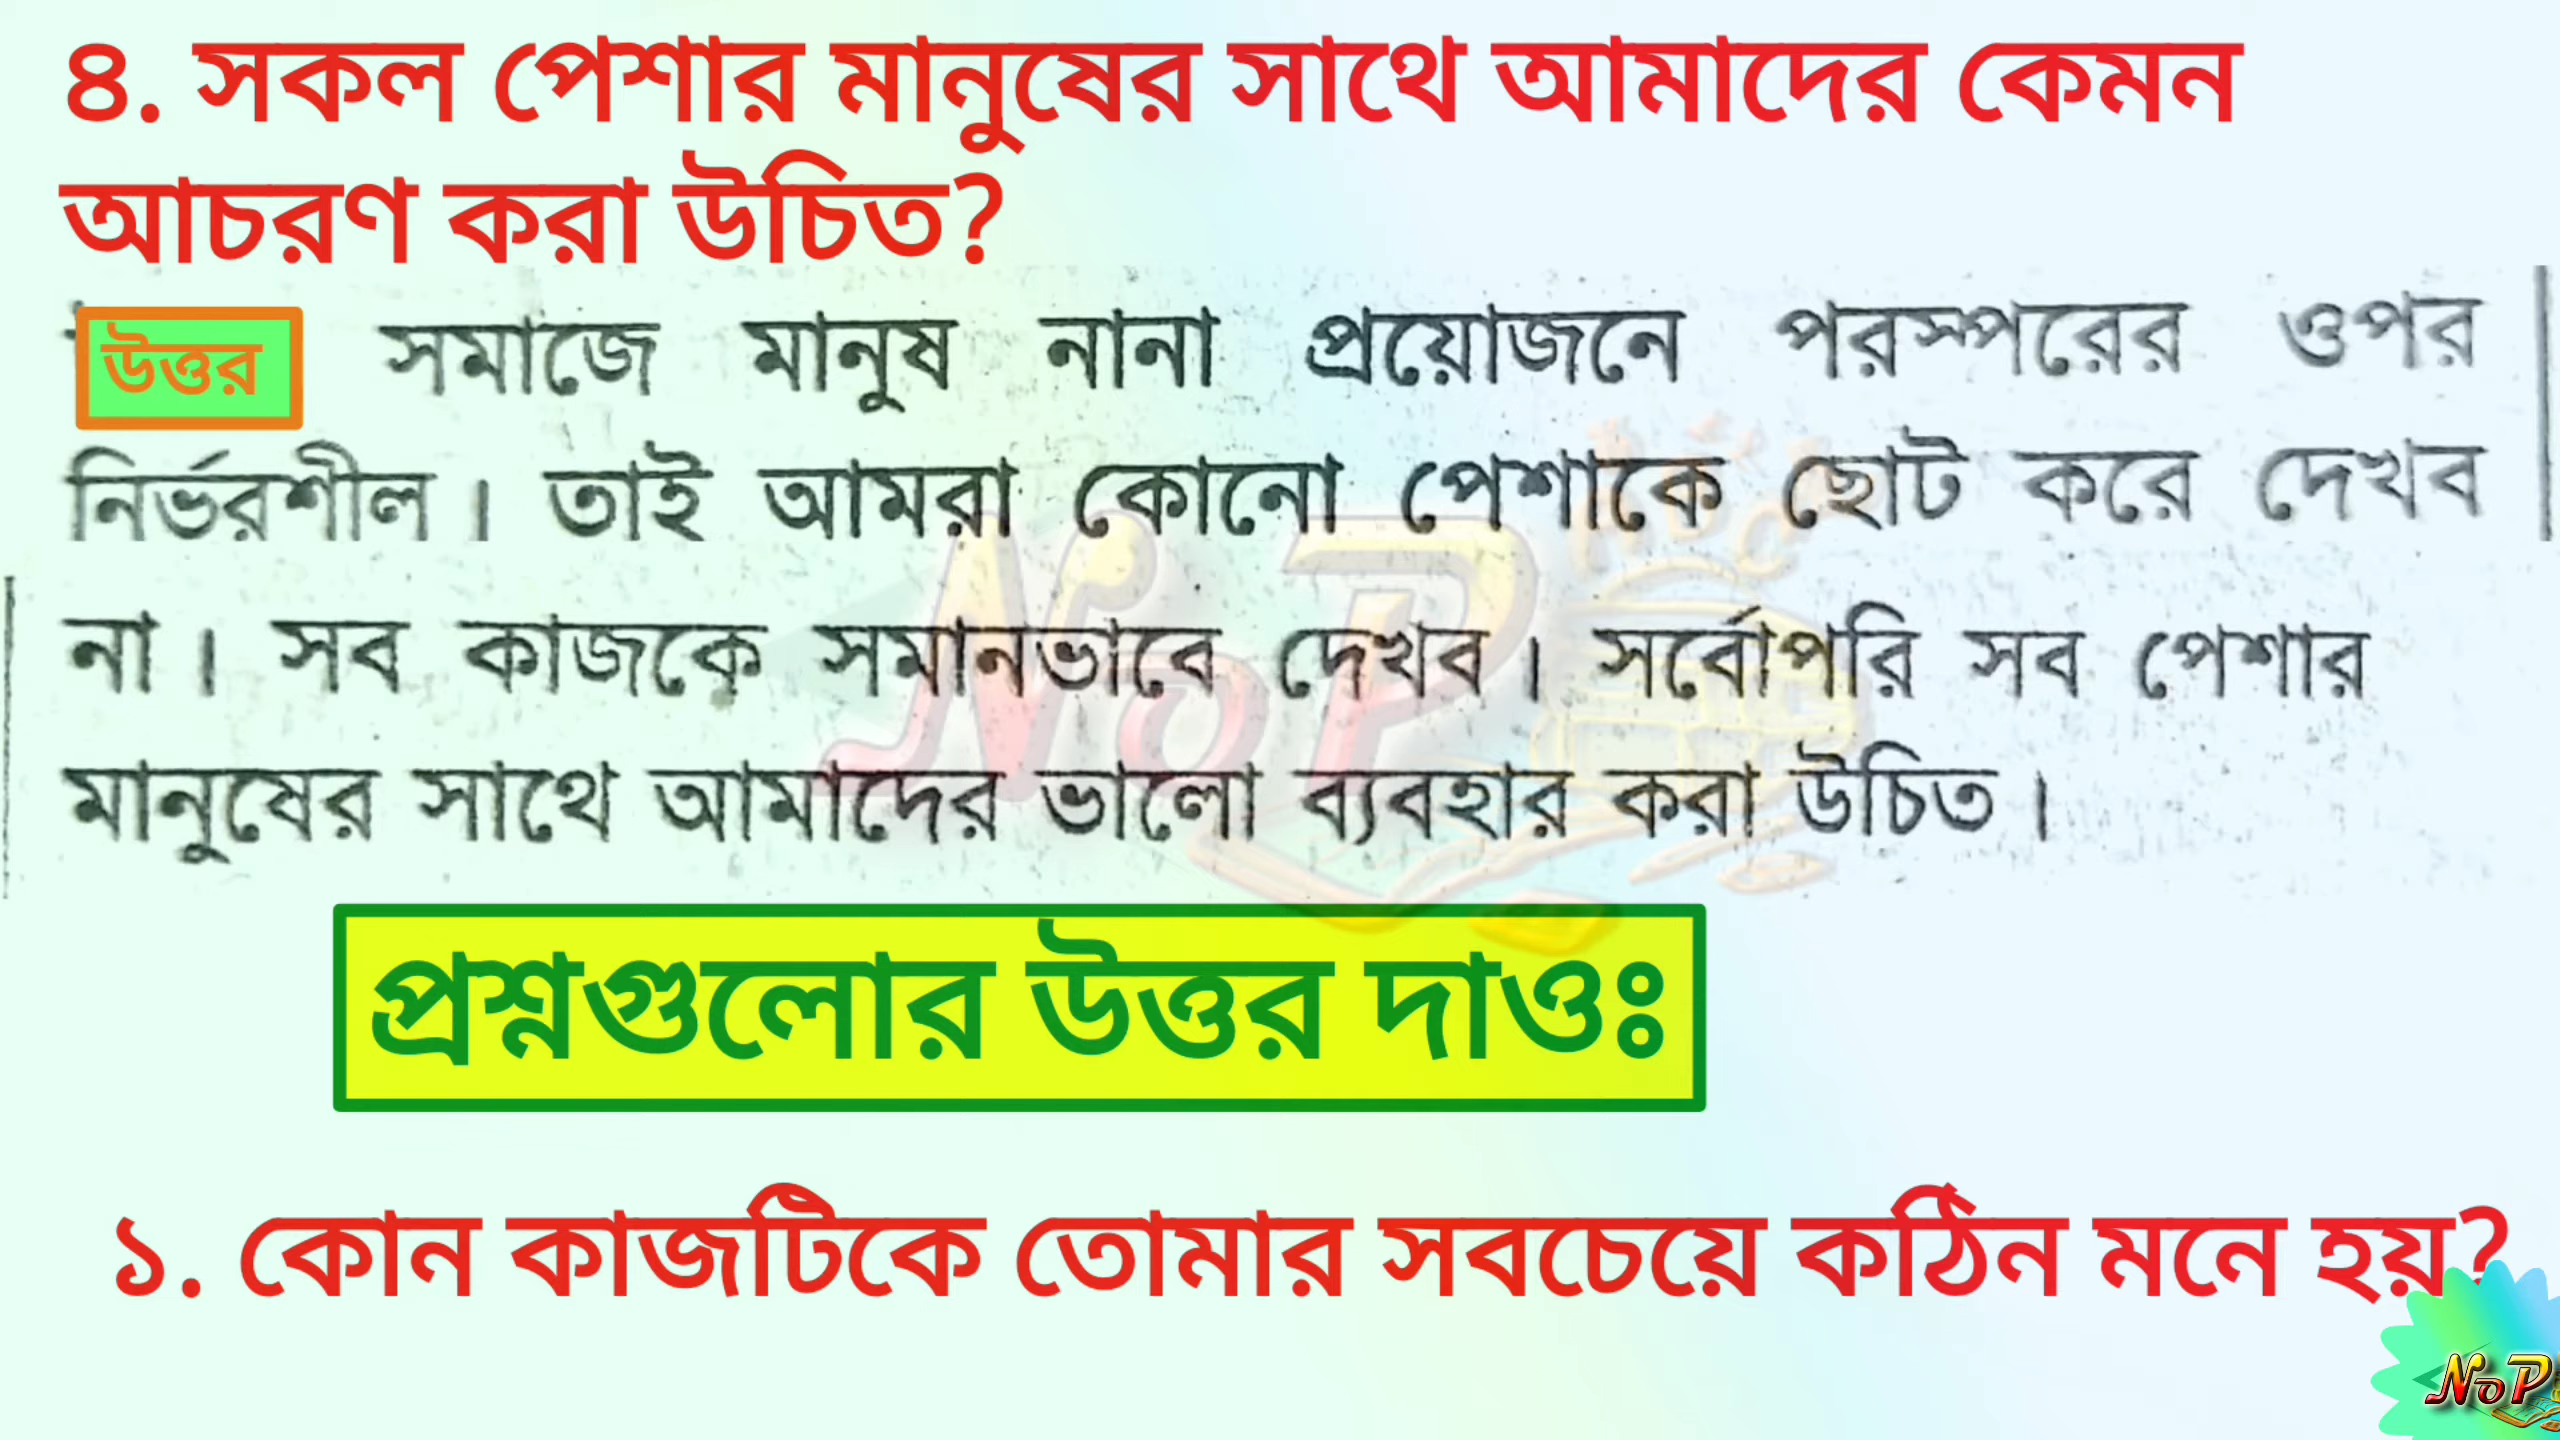 ৪. সকল পেশার মানুষের সাথে আমাদের কেমন
আচরণ করা উচিত?
উত্তর সমাজে মানুষ নানা প্রয়োজনে পরস্পরের ওপর
নির্ভরশীল। তাই আমরা কোনো পেশাকে ছোট করে দেখব
না। সব কাজকে সমানভাবে দেখব। সর্বোপরি সব পেশার
মানুষের সাথে আমাদের ভালো ব্যবহার করা উচিত।
NoP
প্রশ্নগুলোর উত্তর দাওঃ
১. কোন কাজটিকে তোমার সবচেয়ে কঠিন মনে হয়?
NoP